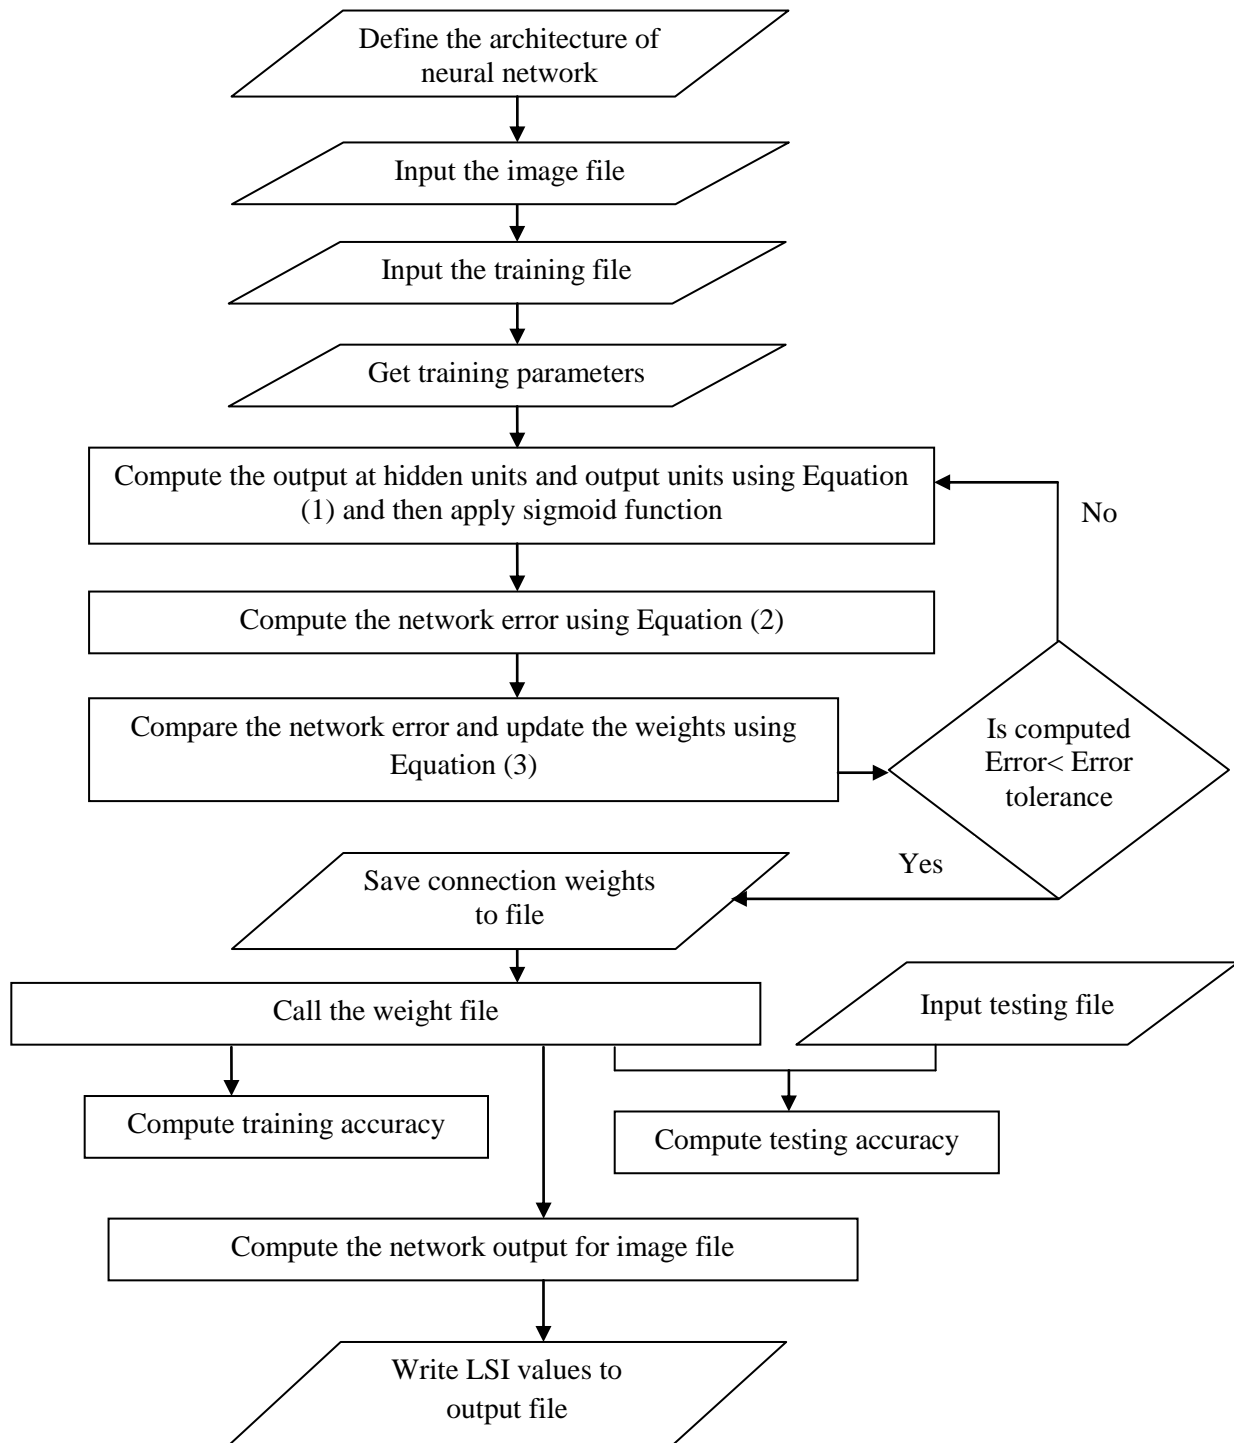 Define the architecture of
neural network
Input the image file
Input the training file
Get training parameters
Compute the output at hidden units and output units using Equation
(1) and then apply sigmoid function
No
Compute the network error using Equation (2)
Compare the network error and update the weights using
Equation (3)
Is computed
Error< Error
tolerance
Yes
Save connection weights
to file
Call the weight file
Input testing file
Compute training accuracy
Compute testing accuracy
Compute the network output for image file
Write LSI values to
output file